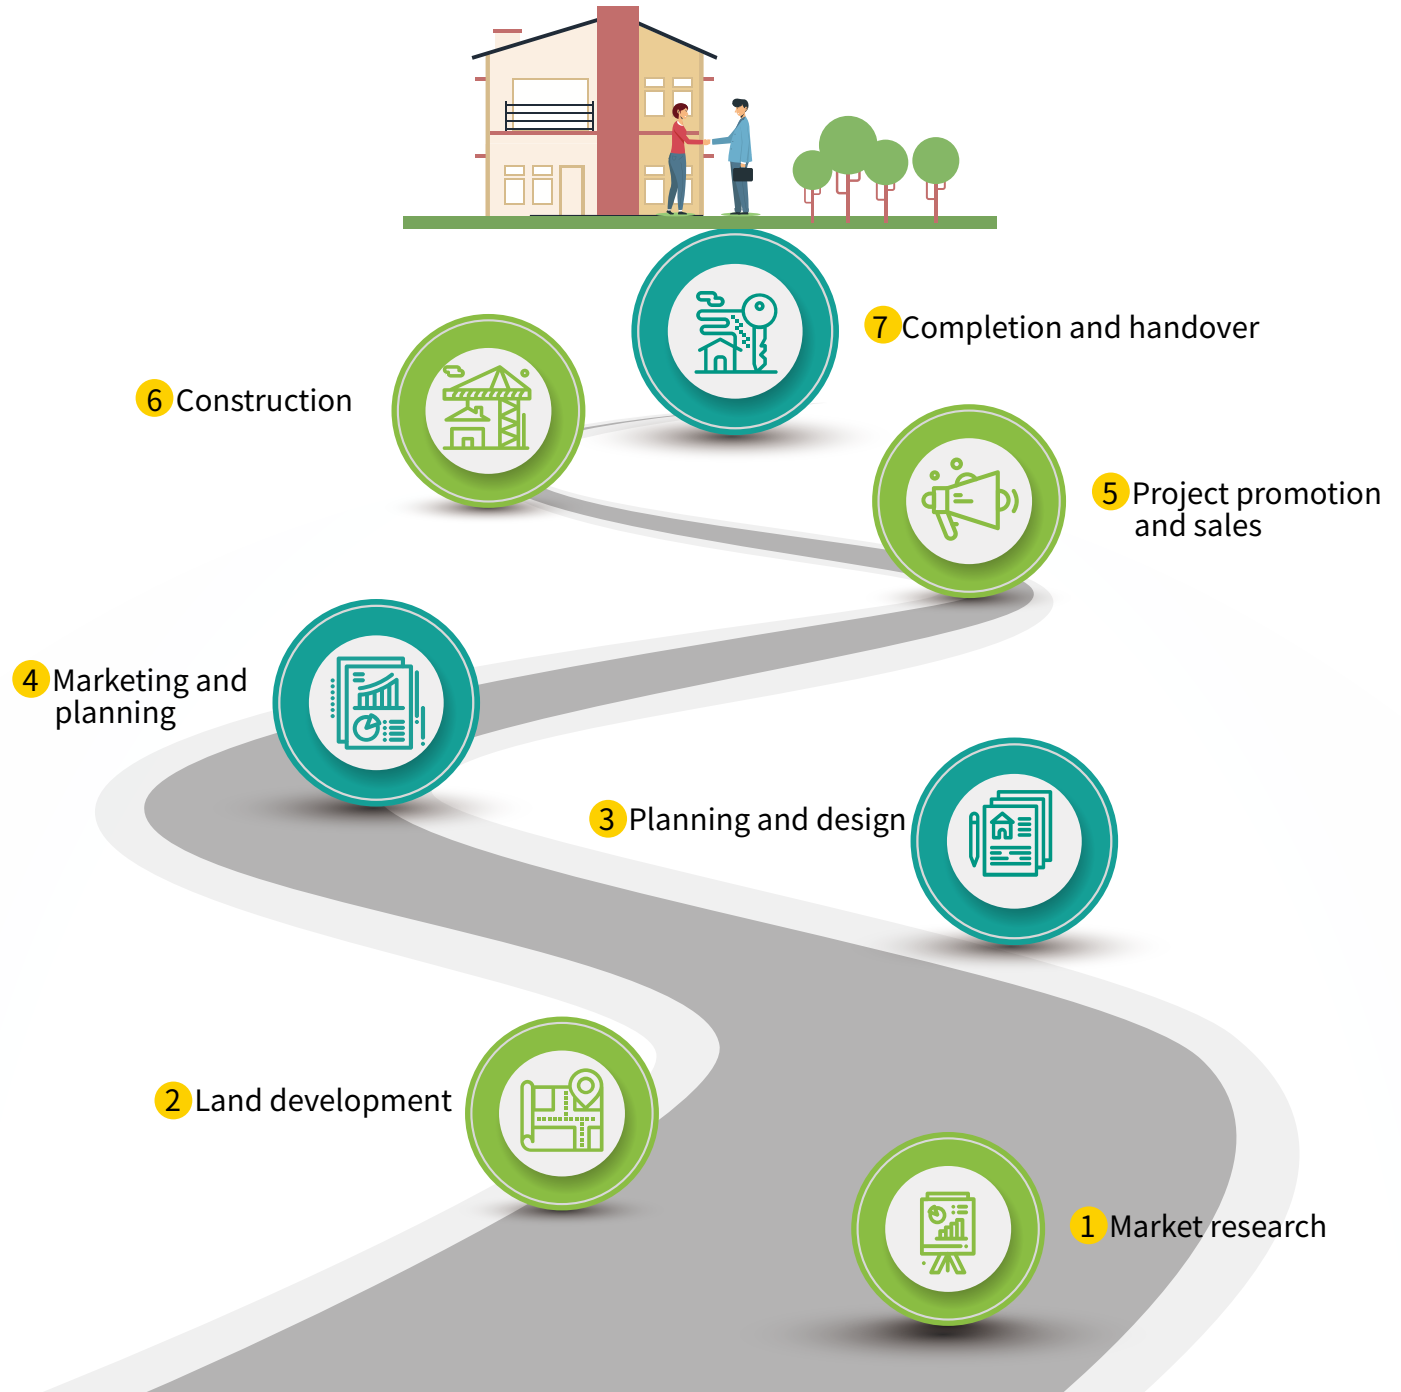 7 Completion and handover
6 Construction
5 Project promotion
and sales
4 Marketing and
planning
3 Planning and design
2 Land development
1 Market research